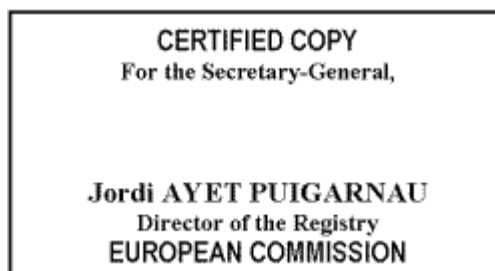 CERTIFIED COPY
For the Secretary-General,
Jordi AYET PUIGARNAU
Director of the Registry
EUROPEAN COMMISSION